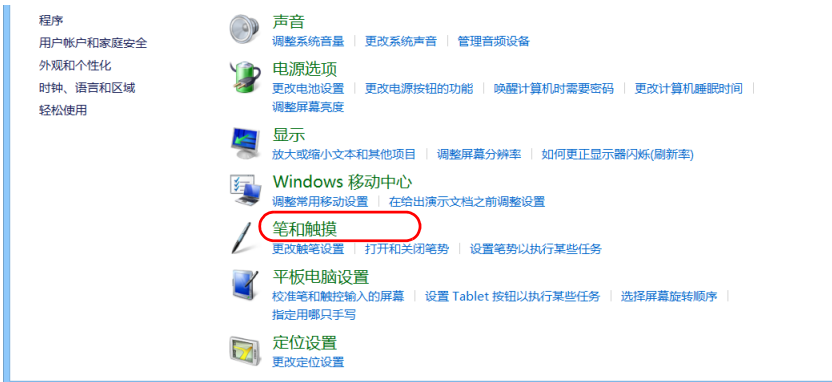 程序
用户帐户和家庭安全
外观和个性化
时钟、语言和区域
轻松使用
声音
调整系统音量 更改系统声音 管理音频设备
电源选项
更改电池设置 更改电源按钮的功能 唤醒计算机时需要密码 更改计算机睡眠时间
调整屏幕亮度
显示
放大或缩小文本和其他项目 调整屏幕分辨率 如何更正显示器闪烁(刷新率)
Windows 移动中心
调整常用移动设置 在给出演示文档之前调整设置
笔和触摸
更改触笔设置 打开和关闭笔势 设置笔势以执行某些任务
平板电脑设置
校准笔和触控输入的屏幕 设置 Tablet 按钮以执行某些任务 选择屏幕旋转顺序
指定用哪只手写
定位设置
更改定位设置